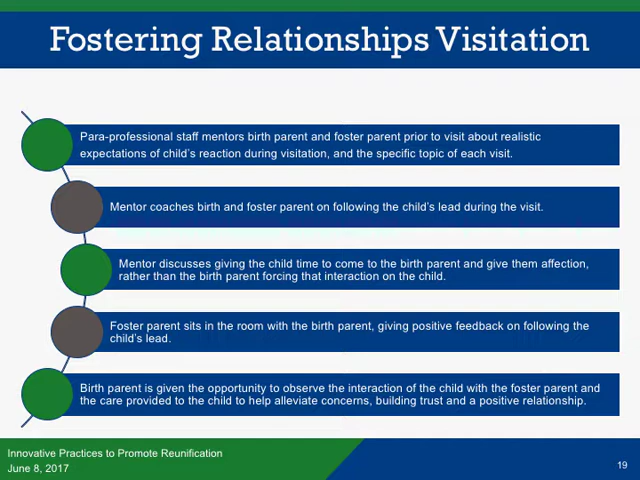 Fostering Relationships Visitation
Para-professional staff mentors birth parent and foster parent prior to visit about realistic
expectations of child's reaction during visitation, and the specific topic of each visit.
Mentor coaches birth and foster parent on following the child's lead during the visit.
Mentor discusses giving the child time to come to the birth parent and give them affection,
rather than the birth parent forcing that interaction on the child.
Foster parent sits in the room with the birth parent, giving positive feedback on following the
child's lead.
Birth parent is given the opportunity to observe the interaction of the child with the foster parent and
the care provided to the child to help alleviate concerns, building trust and a positive relationship.
Innovative Practices to Promote Reunification
June 8, 2017
19